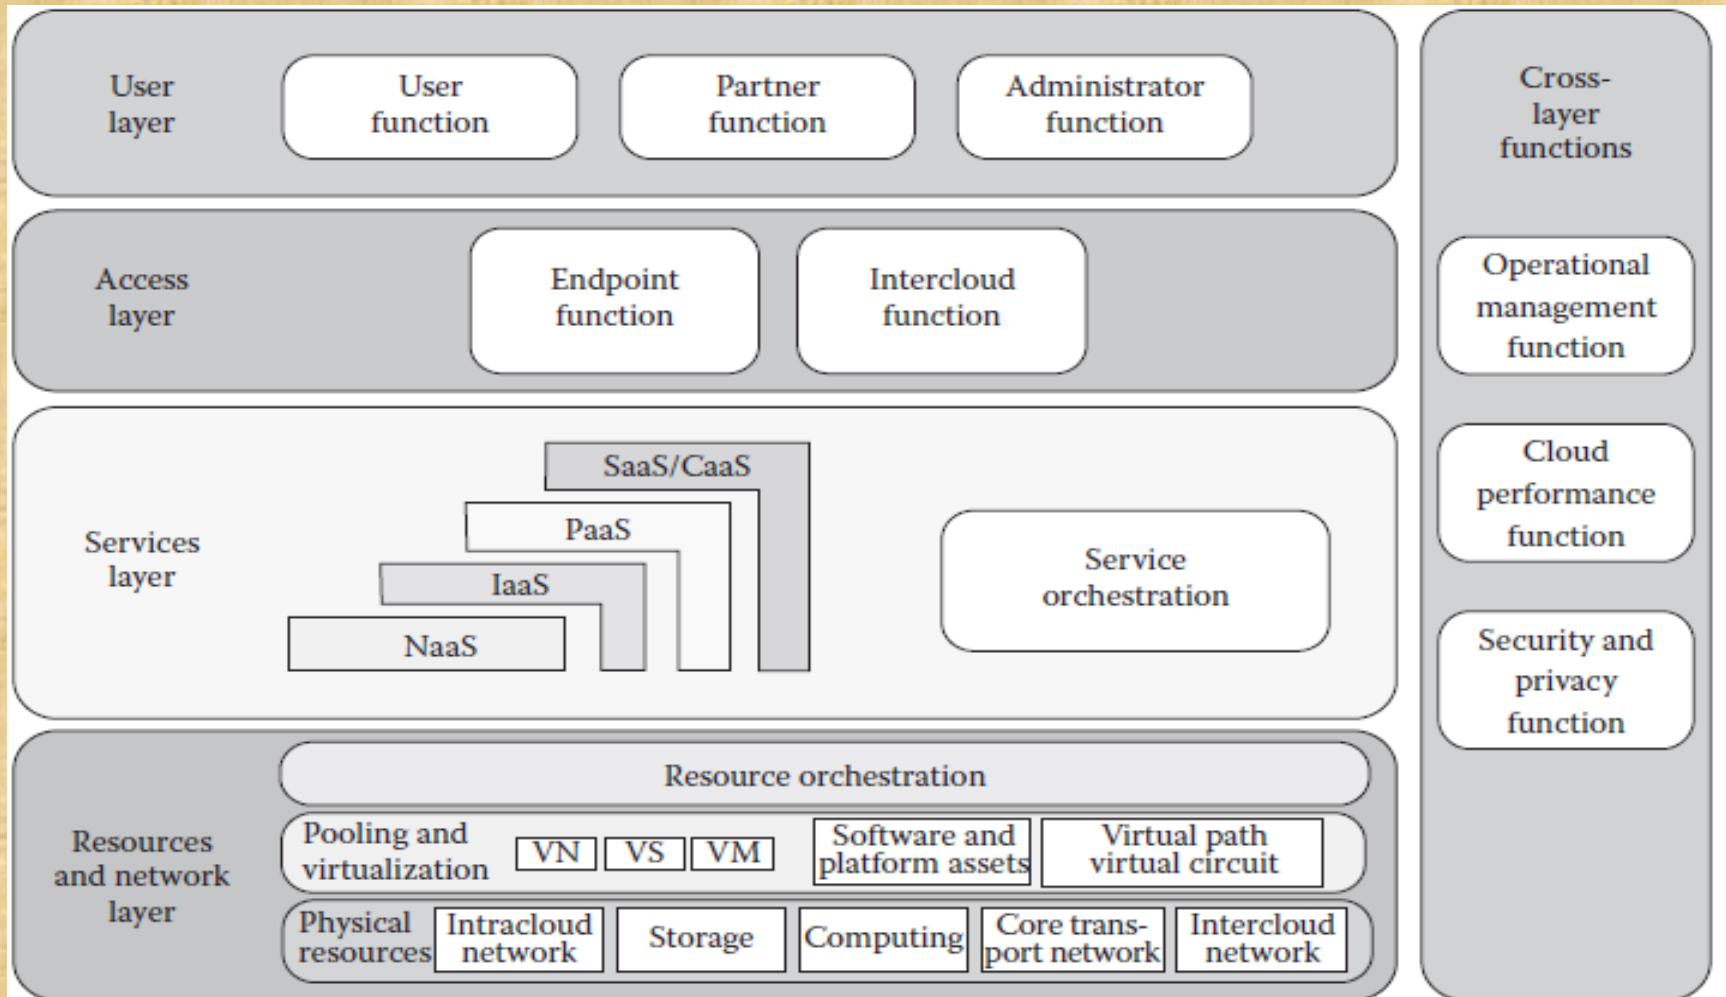 User
layer
User
function
Partner
function
Administrator
function
Access
layer
Endpoint
function
Intercloud
function
Services
layer
SaaS/CaaS
PaaS
IaaS
NaaS
Service
orchestration
Resources
and network
layer
Resource orchestration
Pooling and
virtualization
VN
VS
VM
Software and
platform assets
Virtual path
virtual circuit
Physical
resources
Intracloud
network
Storage
Computing
Core trans-
port network
Intercloud
network
Cross-
layer
functions
Operational
management
function
Cloud
performance
function
Security and
privacy
function